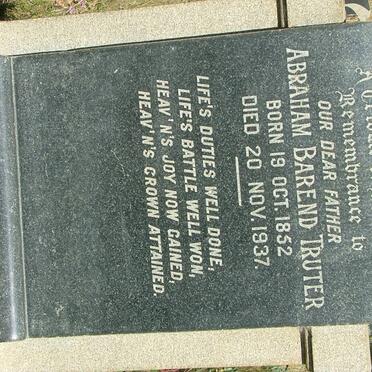 Remembrance to
OUR DEAR FATHER
ABRAHAM BAREND TRUTER
BORN 19 OCT. 1852
DIED 20 NOV. 1937.
LIFE'S DUTIES WELL DONE,
LIFE'S BATTLE WELL WON,
HEAV'N'S JOY NOW GAINED,
HEAV'N'S CROWN ATTAINED.